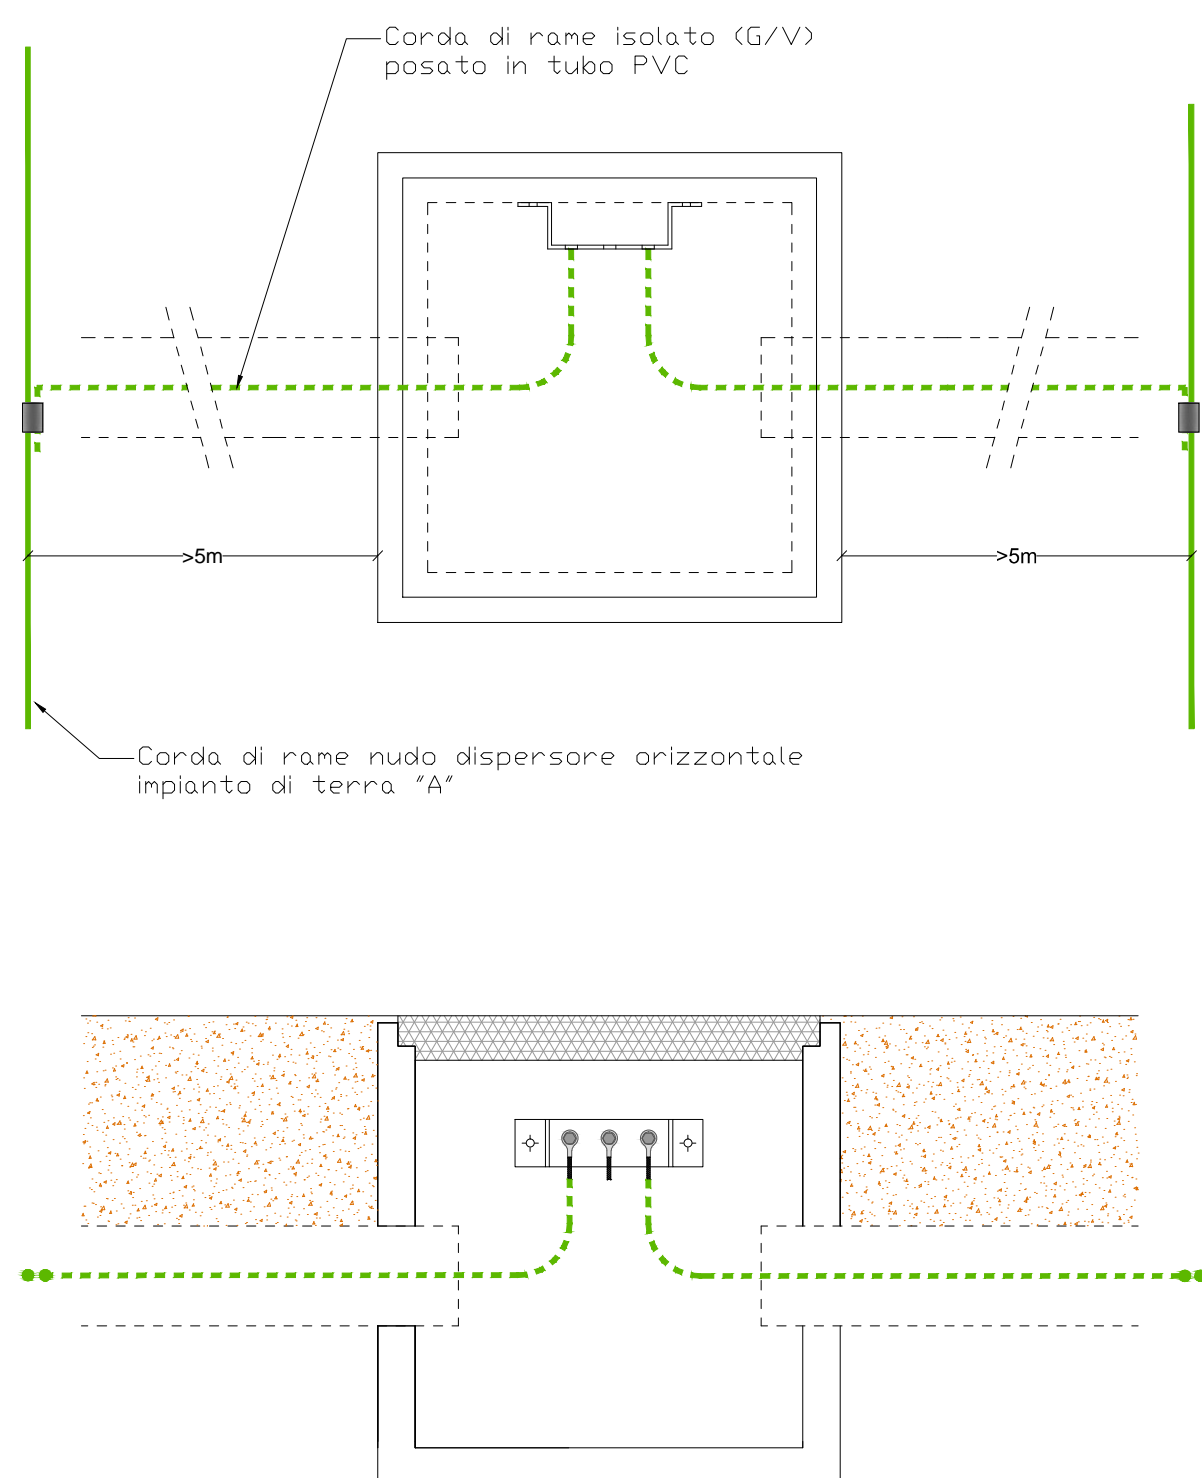 Corda di rame isolato (G/V)
posato in tubo PVC
>5m
>5m
Corda di rame nudo dispersore orizzontale
impianto di terra "A"